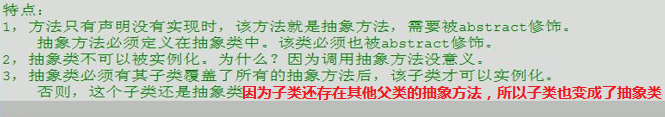 特点：
1，方法只有声明没有实现时，该方法就是抽象方法，需要被abstract修饰。
抽象方法必须定义在抽象类中。该类必须也被abstract修饰。
2，抽象类不可以被实例化。为什么？因为调用抽象方法没意义。
3，抽象类必须有其子类覆盖了所有的抽象方法后，该子类才可以实例化。
否则，这个子类还是抽象类因为子类还存在其他父类的抽象方法，所以子类也变成了抽象类